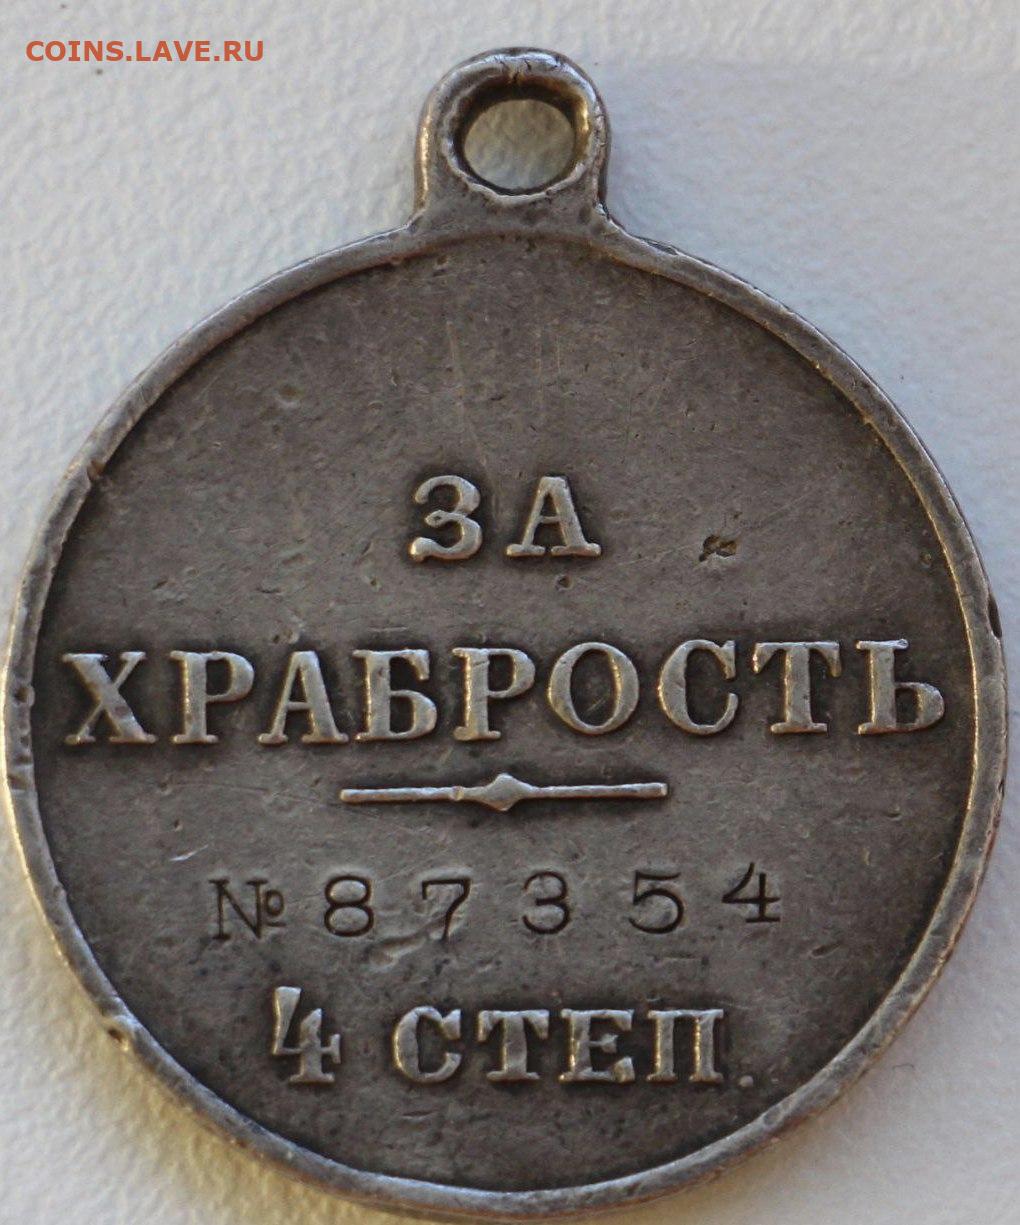 COINS.LAVE.RU
ЗА
ХРАБРОСТЬ
№ 87354
4 СТЕП.